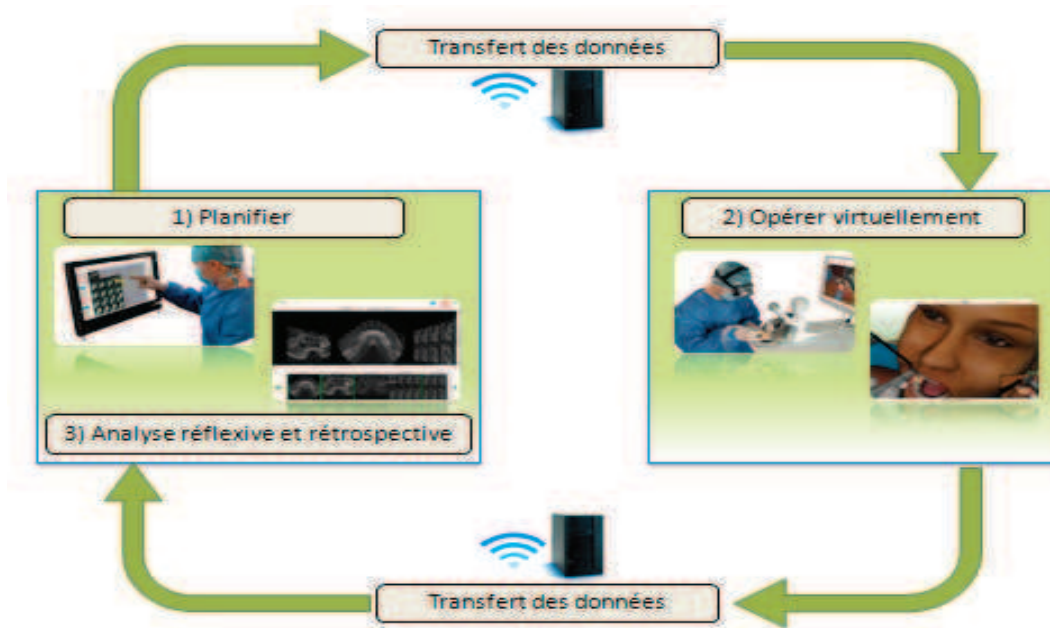 Transfert des données
1) Planifier
2) Opérer virtuellement
3) Analyse réflexive et rétrospective
Transfert des données